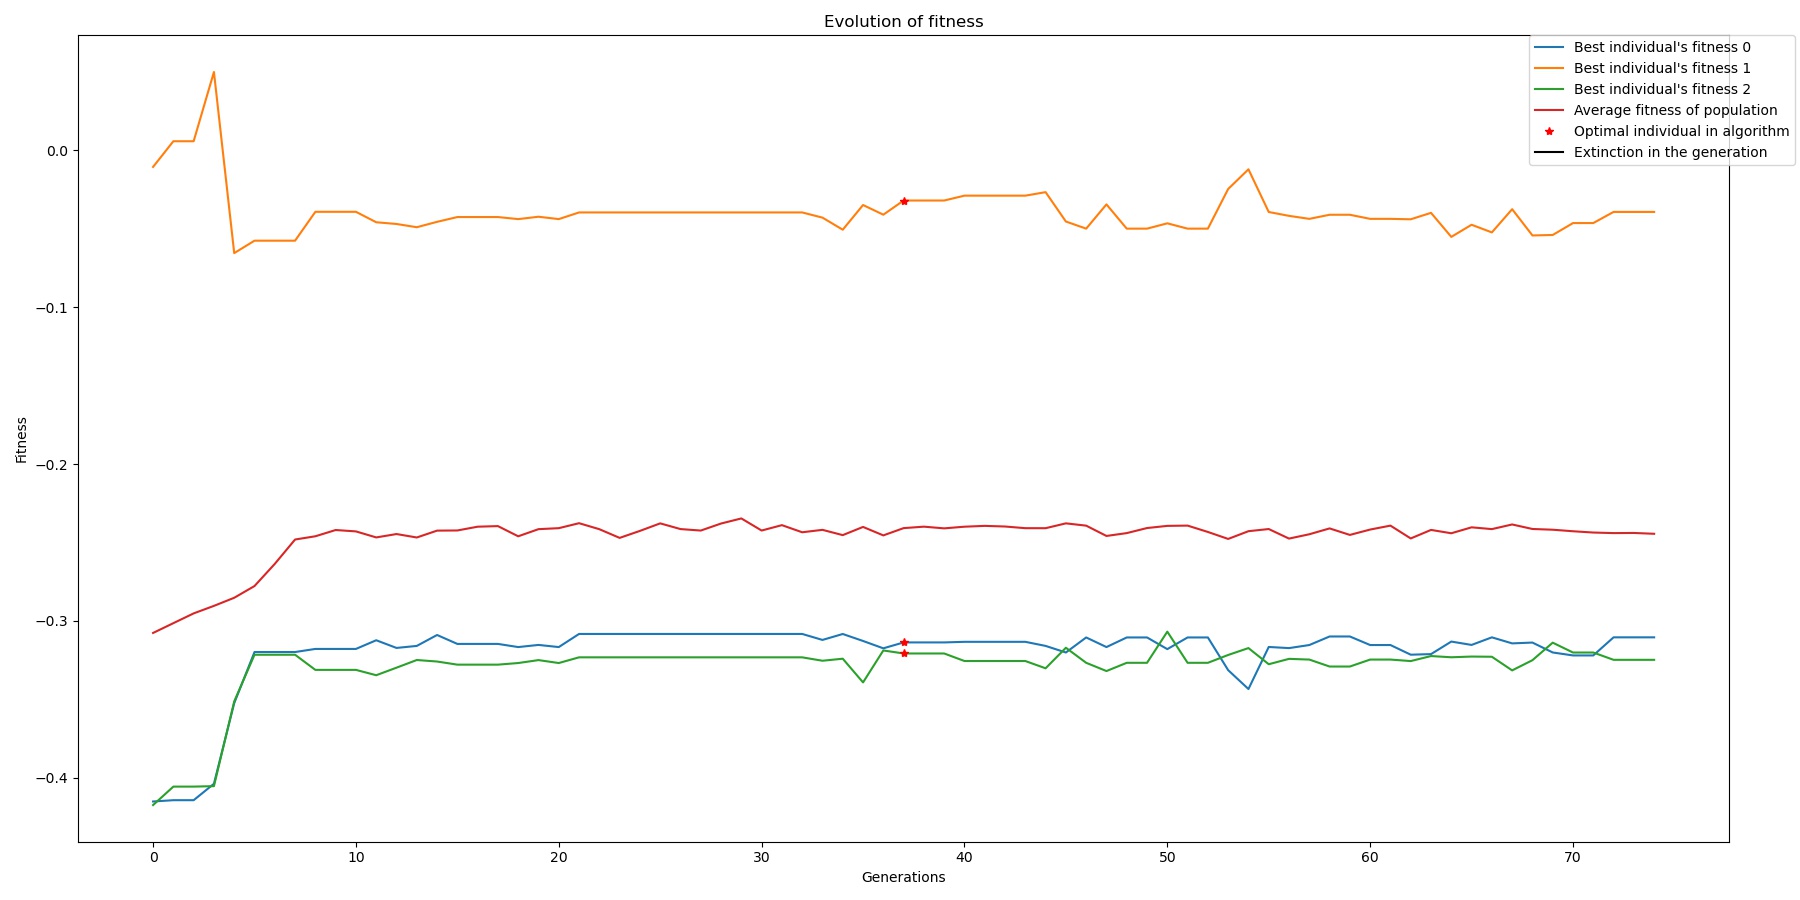 Evolution of fitness
Best individual's fitness 0
Best individual's fitness 1
Best individual's fitness 2
Average fitness of population
Optimal individual in algorithm
Extinction in the generation
Fitness
0.0
−0.1
−0.2
−0.3
−0.4
0 10 20 30 40 50 60 70
Generations